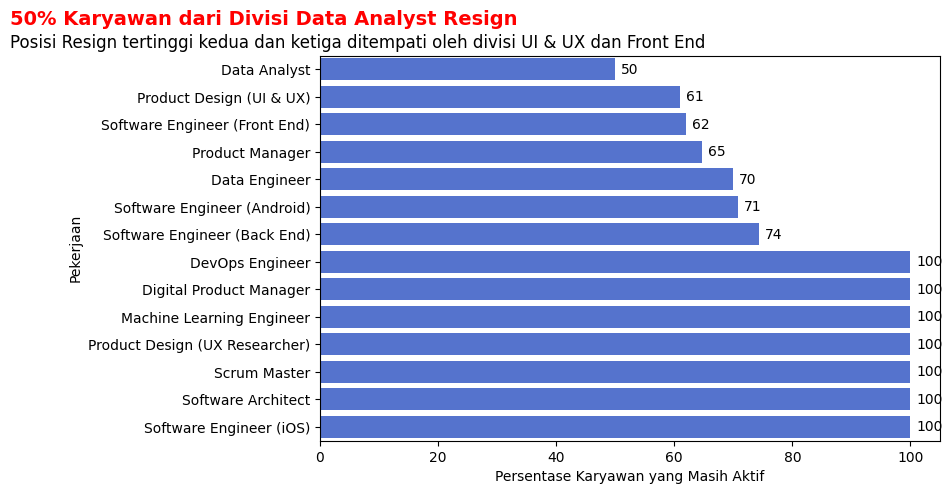 50% Karyawan dari Divisi Data Analyst Resign
Posisi Resign tertinggi kedua dan ketiga ditempati oleh divisi UI & UX dan Front End
Pekerjaan
Data Analyst 50
Product Design (UI & UX) 61
Software Engineer (Front End) 62
Product Manager 65
Data Engineer 70
Software Engineer (Android) 71
Software Engineer (Back End) 74
DevOps Engineer 100
Digital Product Manager 100
Machine Learning Engineer 100
Product Design (UX Researcher) 100
Scrum Master 100
Software Architect 100
Software Engineer (iOS) 100
0 20 40 60 80 100
Persentase Karyawan yang Masih Aktif